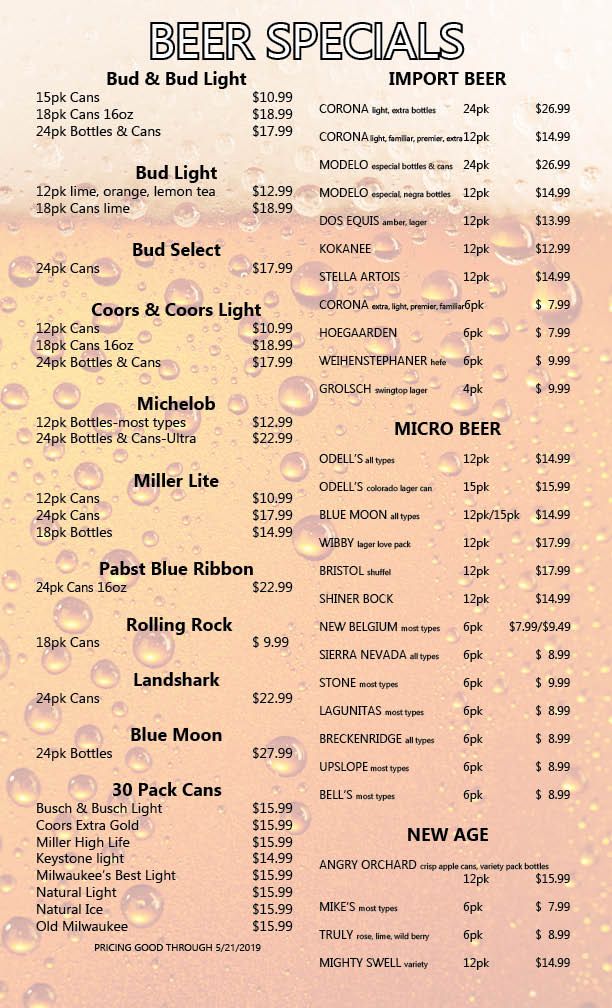 BEER SPECIALS
Bud & Bud Light
15pk Cans $10.99
18pk Cans 16oz $18.99
24pk Bottles & Cans $17.99
Bud Light
12pk lime, orange, lemon tea $12.99
18pk Cans lime $18.99
Bud Select
24pk Cans $17.99
Coors & Coors Light
12pk Cans $10.99
18pk Cans 16oz $18.99
24pk Bottles & Cans $17.99
Michelob
12pk Bottles-most types $12.99
24pk Bottles & Cans-Ultra $22.99
Miller Lite
12pk Cans $10.99
24pk Cans $17.99
18pk Bottles $14.99
Pabst Blue Ribbon
24pk Cans 16oz $22.99
Rolling Rock
18pk Cans $ 9.99
Landshark
24pk Cans $22.99
Blue Moon
24pk Bottles $27.99
30 Pack Cans
Busch & Busch Light $15.99
Coors Extra Gold $15.99
Miller High Life $15.99
Keystone light $14.99
Milwaukee's Best Light $15.99
Natural Light $15.99
Natural Ice $15.99
Old Milwaukee $15.99
PRICING GOOD THROUGH 5/21/2019
IMPORT BEER
CORONA light, extra bottles 24pk $26.99
CORONA light, familiar, premier, extra 12pk $14.99
MODELO especial bottles & cans 24pk $26.99
MODELO especial, negra bottles 12pk $14.99
DOS EQUIS amber, lager 12pk $13.99
KOKANEE 12pk $12.99
STELLA ARTOIS 12pk $14.99
CORONA extra, light, premier, familiar 6pk $ 7.99
HOEGAARDEN 6pk $ 7.99
WEIHENSTEPHANER hefe 6pk $ 9.99
GROLSCH swingtop lager 4pk $ 9.99
MICRO BEER
ODELL'S all types 12pk $14.99
ODELL'S colorado lager can 15pk $15.99
BLUE MOON all types 12pk/15pk $14.99
WIBBY lager love pack 12pk $17.99
BRISTOL shuffel 12pk $17.99
SHINER BOCK 12pk $14.99
NEW BELGIUM most types 6pk $7.99/$9.49
SIERRA NEVADA all types 6pk $ 8.99
STONE most types 6pk $ 9.99
LAGUNITAS most types 6pk $ 8.99
BRECKENRIDGE all types 6pk $ 8.99
UPSLOPE most types 6pk $ 8.99
BELL'S most types 6pk $ 8.99
NEW AGE
ANGRY ORCHARD crisp apple cans, variety pack bottles
12pk $15.99
MIKE'S most types 6pk $ 7.99
TRULY rose, lime, wild berry 6pk $ 8.99
MIGHTY SWELL variety 12pk $14.99